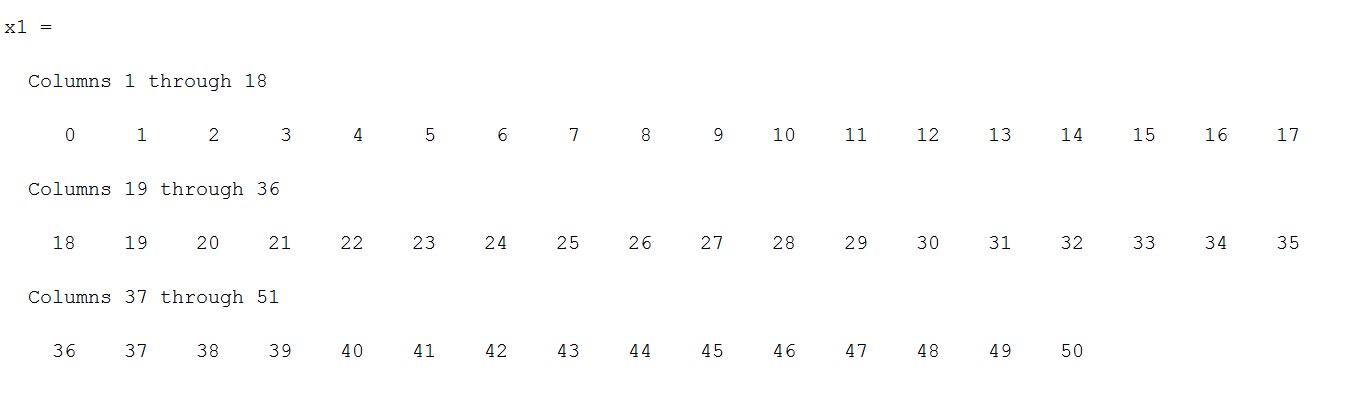 x1 =
Columns 1 through 18
0 1 2 3 4 5 6 7 8 9 10 11 12 13 14 15 16 17
Columns 19 through 36
18 19 20 21 22 23 24 25 26 27 28 29 30 31 32 33 34 35
Columns 37 through 51
36 37 38 39 40 41 42 43 44 45 46 47 48 49 50